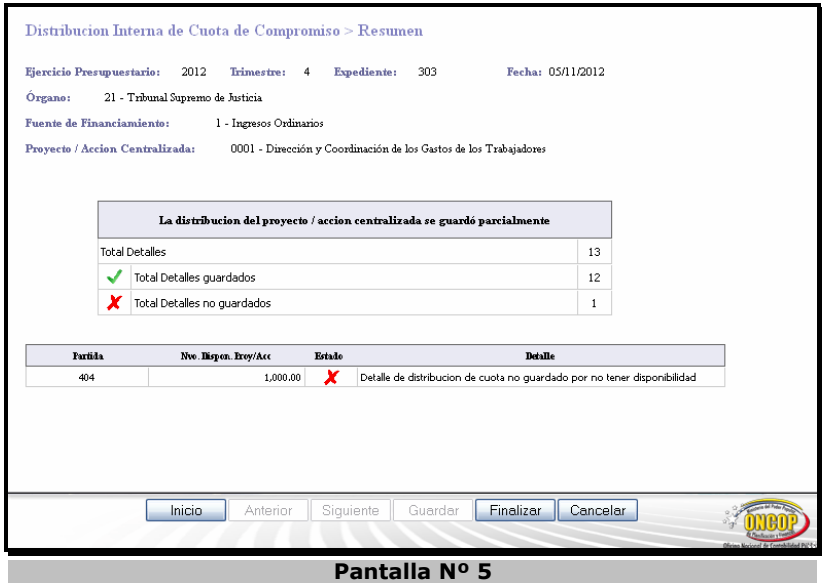 Distribucion Interna de Cuota de Compromiso > Resumen
Ejercicio Presupuestario: 2012 Trimestre: 4 Expediente: 303 Fecha: 05/11/2012
Órgano: 21 - Tribunal Supremo de Justicia
Fuente de Financiamiento: 1 - Ingresos Ordinarios
Proyecto / Accion Centralizada: 0001 - Dirección y Coordinación de los Gastos de los Trabajadores
La distribucion del proyecto / accion centralizada se guardó parcialmente
Total Detalles 13
Total Detalles guardados 12
Total Detalles no guardados 1
Partida Nvo. Dispon. Proy/Acc Estado Detalle
404 1,000.00 Detalle de distribucion de cuota no guardado por no tener disponibilidad
Inicio Anterior Siguiente Guardar Finalizar Cancelar
ONCOP
Oficina Nacional de Contabilidad
Pantalla Nº 5